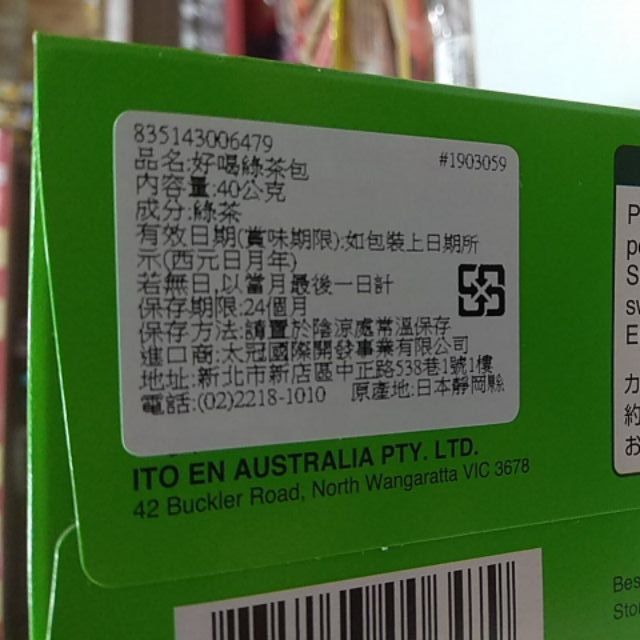 835143006479
#1903059
品名:好喝綠茶包
內容量:40公克
成分:綠茶
有效日期(賞味期限):如包裝上日期所
示(西元日月年)
若無日,以當月最後一日計
保存期限:24個月
保存方法:請置於陰涼處常溫保存
進口商:太冠國際開發事業有限公司
地址:新北市新店區中正路538巷1號1樓
電話:(02)2218-1010 原產地:日本靜岡縣
ITO EN AUSTRALIA PTY. LTD.
42 Buckler Road, North Wangaratta VIC 3678